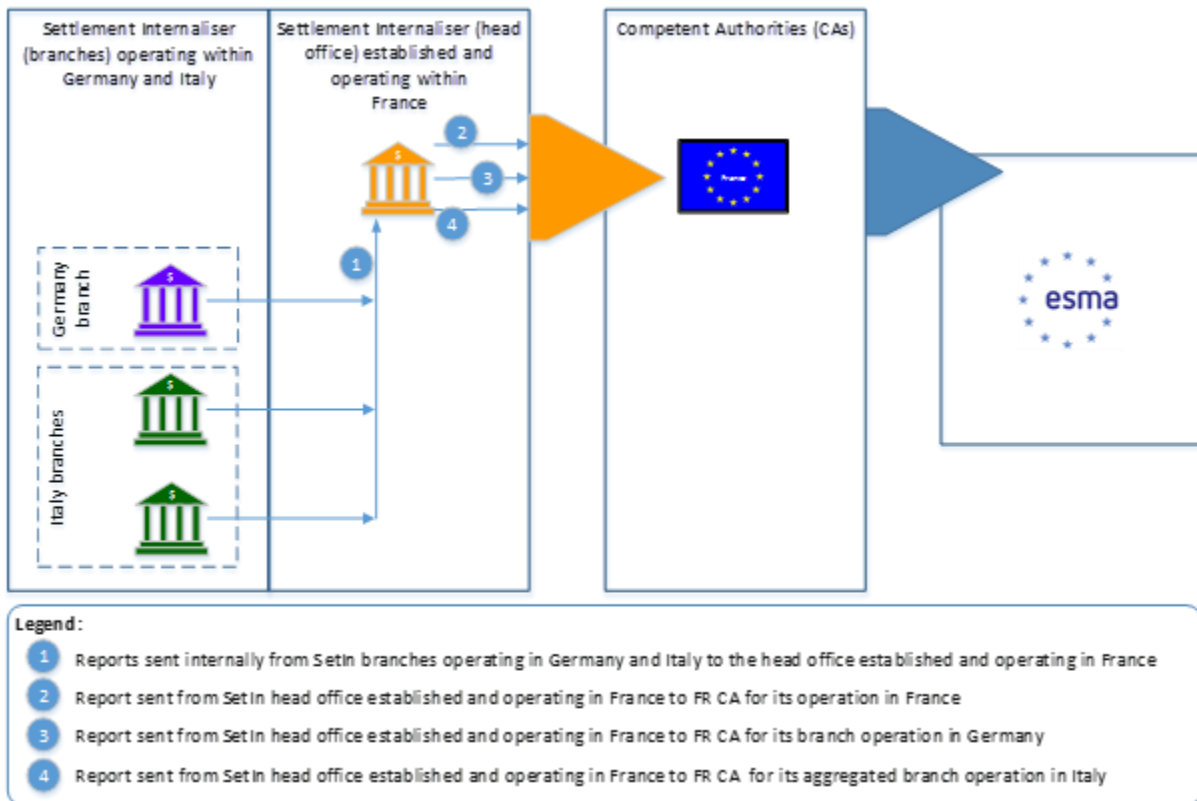 Settlement Internaliser
(branches) operating within
Germany and Italy
Settlement Internaliser (head
office) established and
operating within
France
Competent Authorities (CAs)
2
$
3
France
4
1
Germany
branch
$
esma
Italy branches
$
$
Legend:
1 Reports sent internally from SetIn branches operating in Germany and Italy to the head office established and operating in France
2 Report sent from SetIn head office established and operating in France to FR CA for its operation in France
3 Report sent from SetIn head office established and operating in France to FR CA for its branch operation in Germany
4 Report sent from SetIn head office established and operating in France to FR CA for its aggregated branch operation in Italy